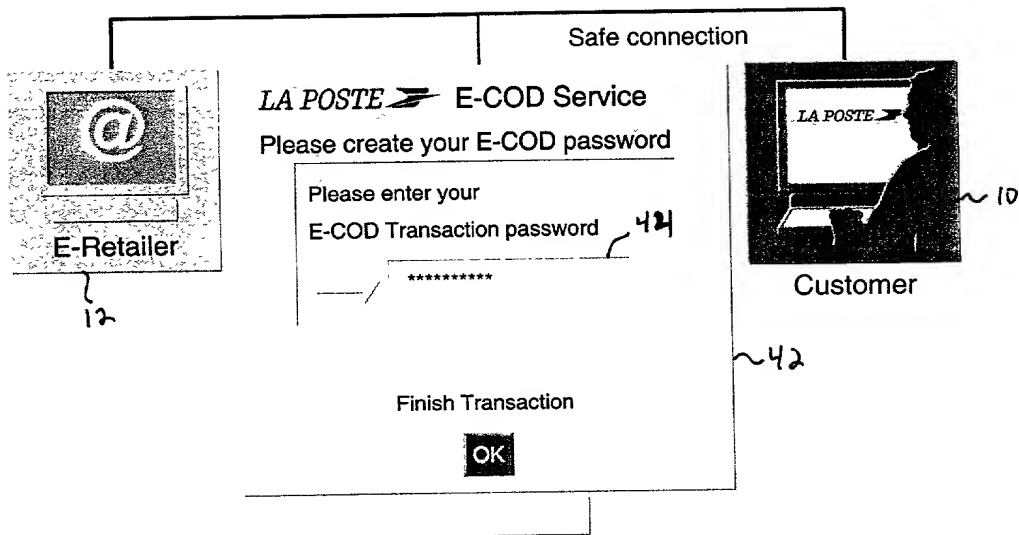 Safe connection
LA POSTE E-COD Service
Please create your E-COD password
Please enter your
E-COD Transaction password
421
**********
Finish Transaction
OK
42
@
E-Retailer
12
LA POSTE
10
Customer